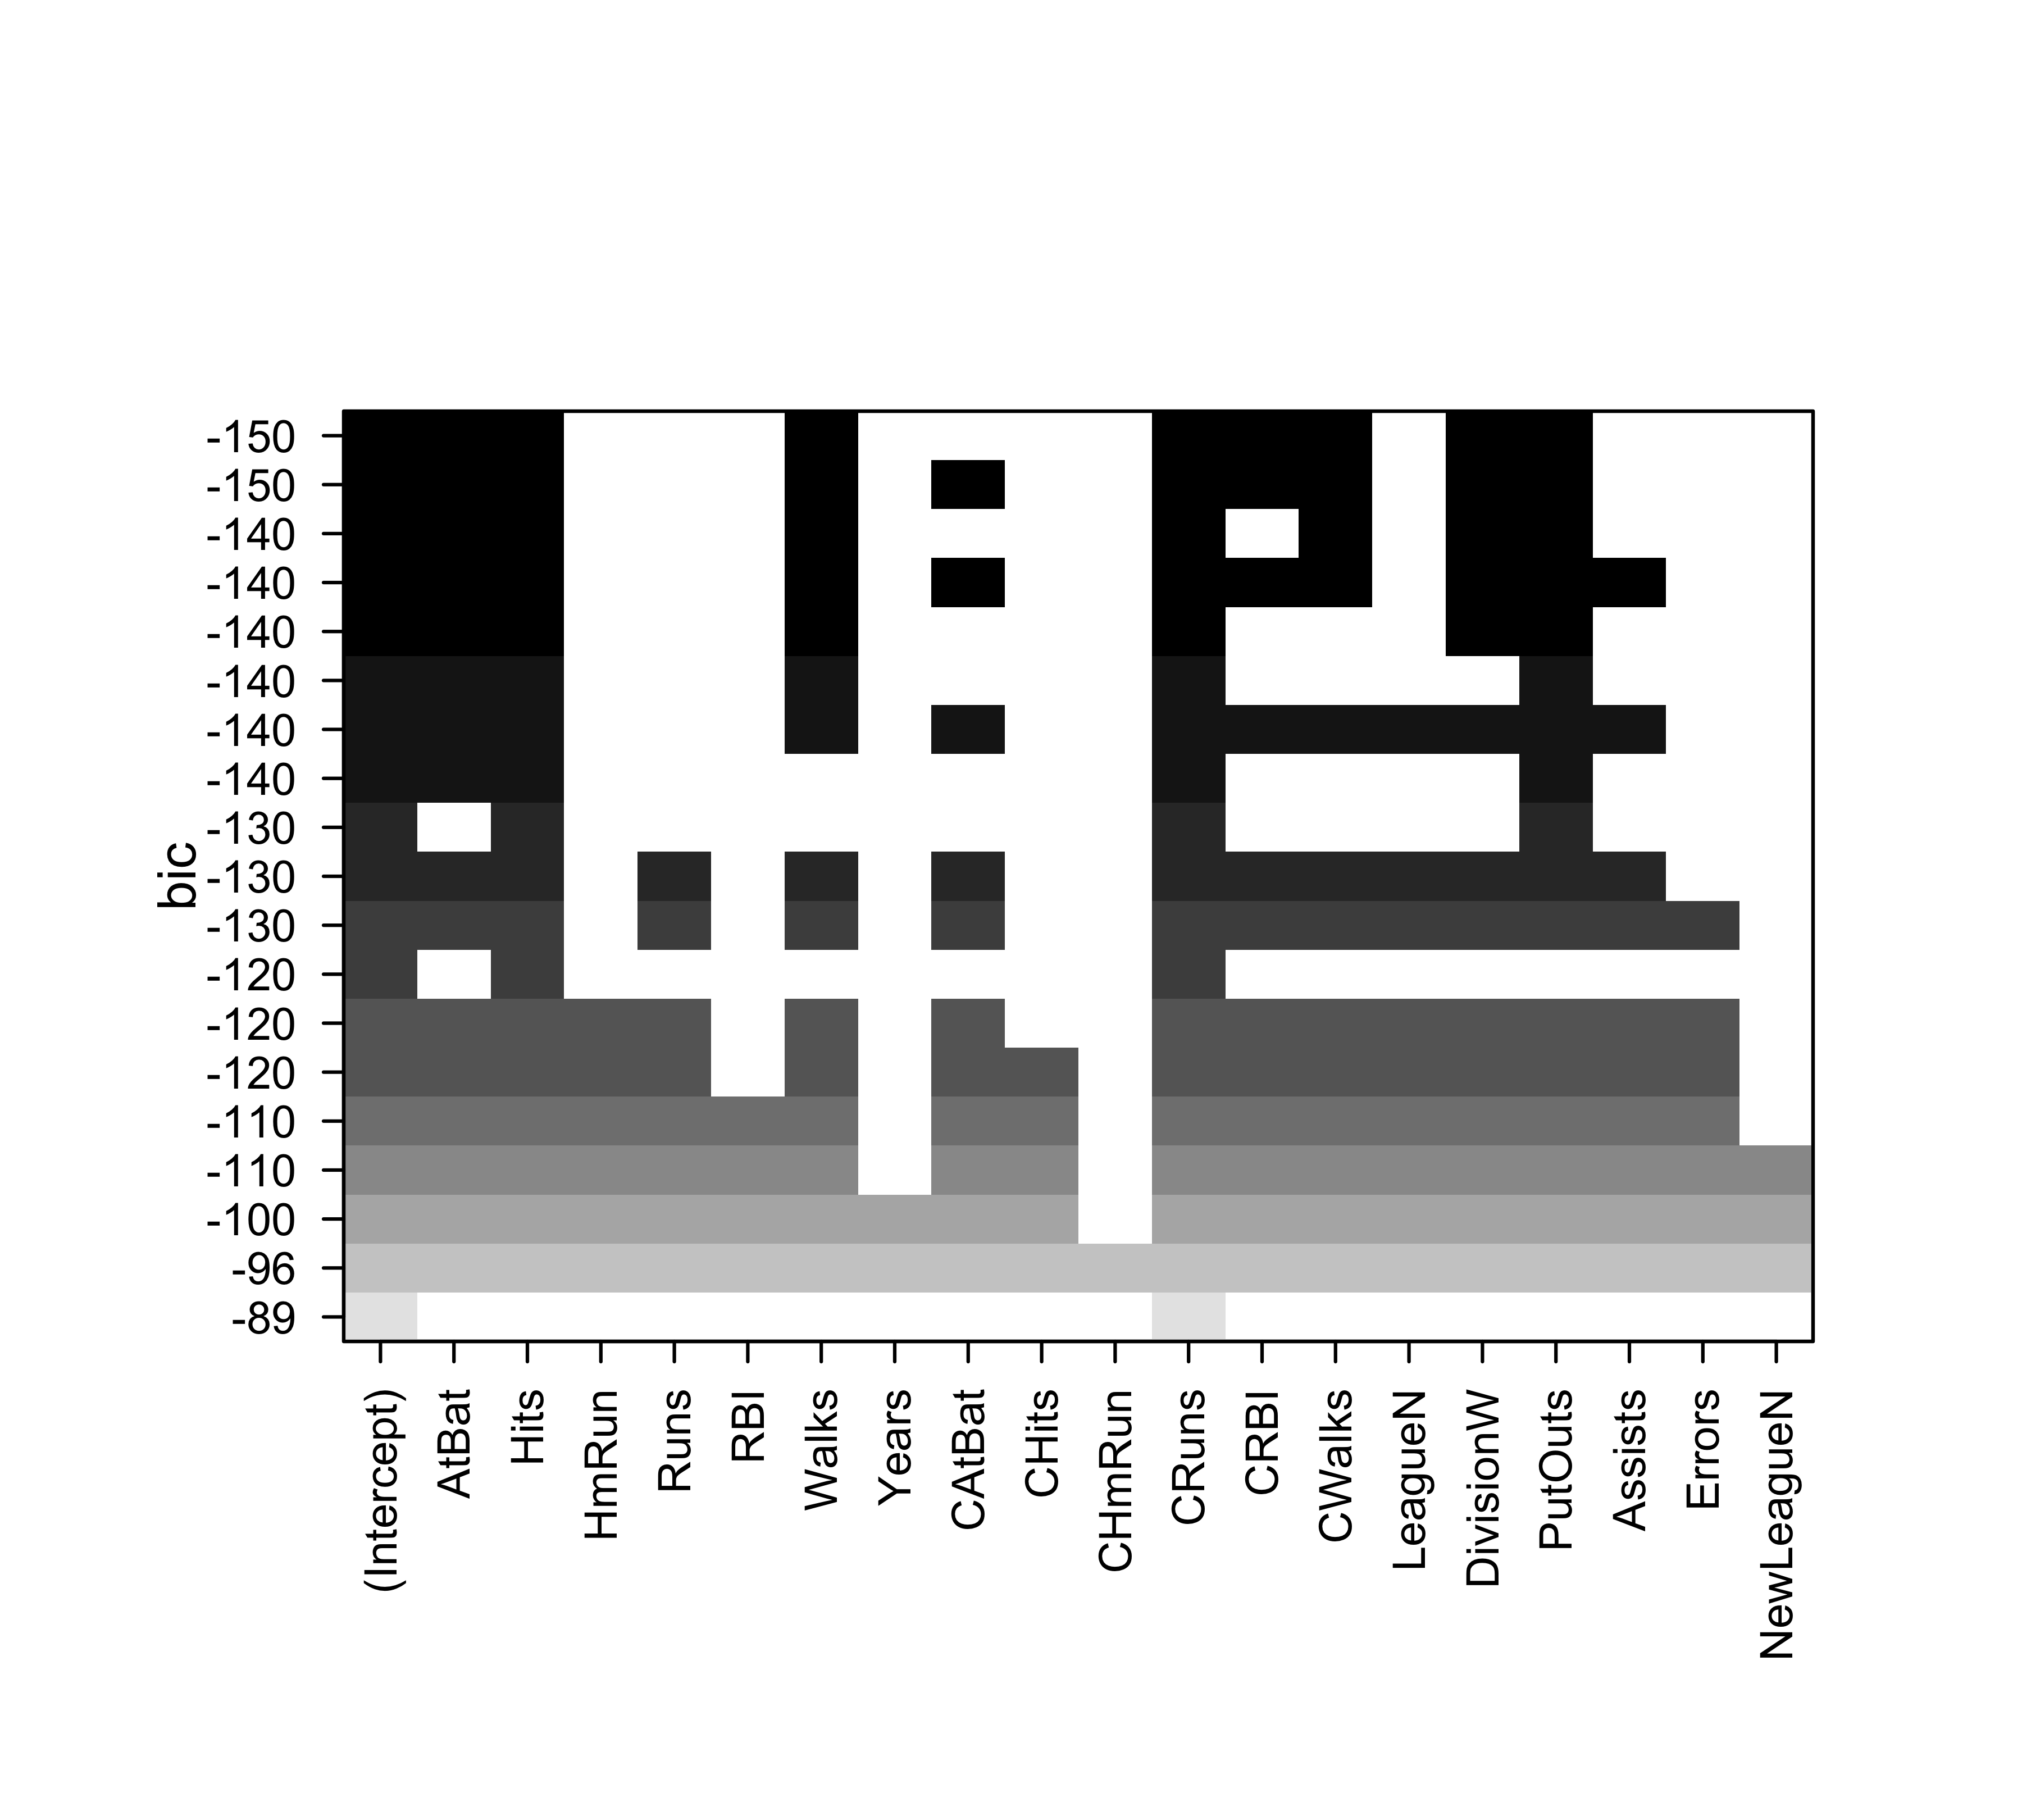 -150
-150
-140
-140
-140
-140
-140
-140
-130
-130
-130
-120
-120
-120
-110
-110
-100
-96
-89
bic
(Intercept)
AtBat
Hits
HmRun
Runs
RBI
Walks
Years
CAtBat
CHits
CHmRun
CRuns
CRBI
CWalks
LeagueN
DivisionW
PutOuts
Assists
Errors
NewLeagueN